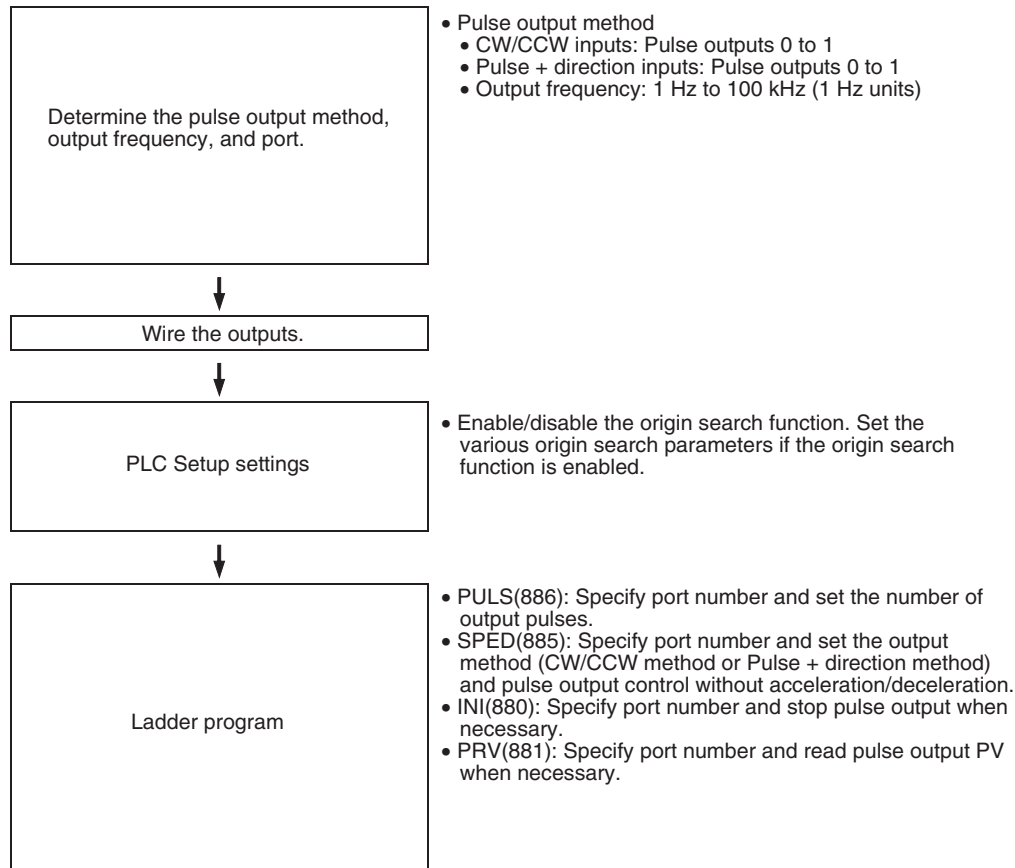 Determine the pulse output method,
output frequency, and port.
• Pulse output method
• CW/CCW inputs: Pulse outputs 0 to 1
• Pulse + direction inputs: Pulse outputs 0 to 1
• Output frequency: 1 Hz to 100 kHz (1 Hz units)
Wire the outputs.
PLC Setup settings
• Enable/disable the origin search function. Set the
various origin search parameters if the origin search
function is enabled.
Ladder program
• PULS(886): Specify port number and set the number of
output pulses.
• SPED(885): Specify port number and set the output
method (CW/CCW method or Pulse + direction method)
and pulse output control without acceleration/deceleration.
• INI(880): Specify port number and stop pulse output when
necessary.
• PRV(881): Specify port number and read pulse output PV
when necessary.